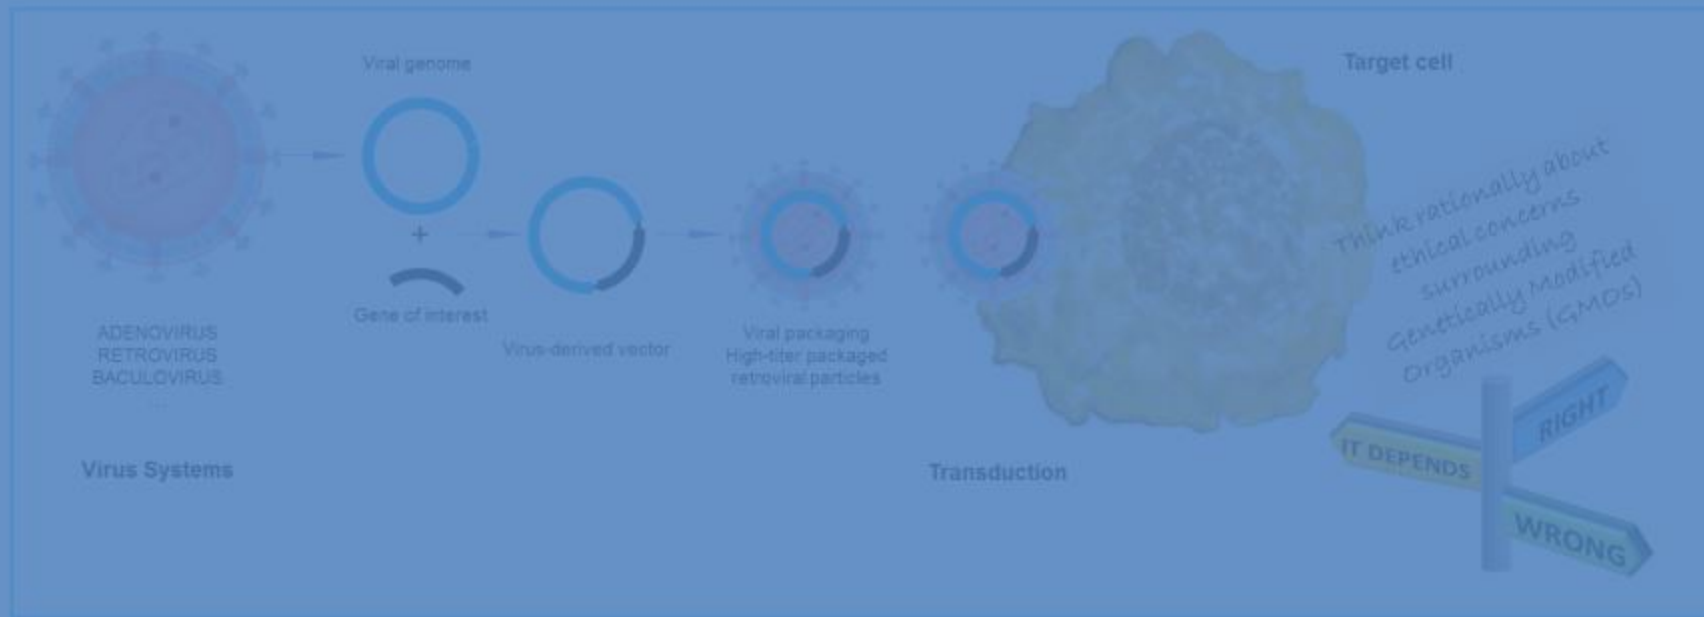 Viral genome
Target cell
+
Gene of interest
ADENOVIRUS
RETROVIRUS
BACULOVIRUS
...
Virus-derived vector
Viral packaging
High-titer packaged
retroviral particles
Think rationally about
ethical concerns
surrounding
Genetically Modified
Organisms (GMOs)
RIGHT
IT DEPENDS
WRONG
Virus Systems
Transduction